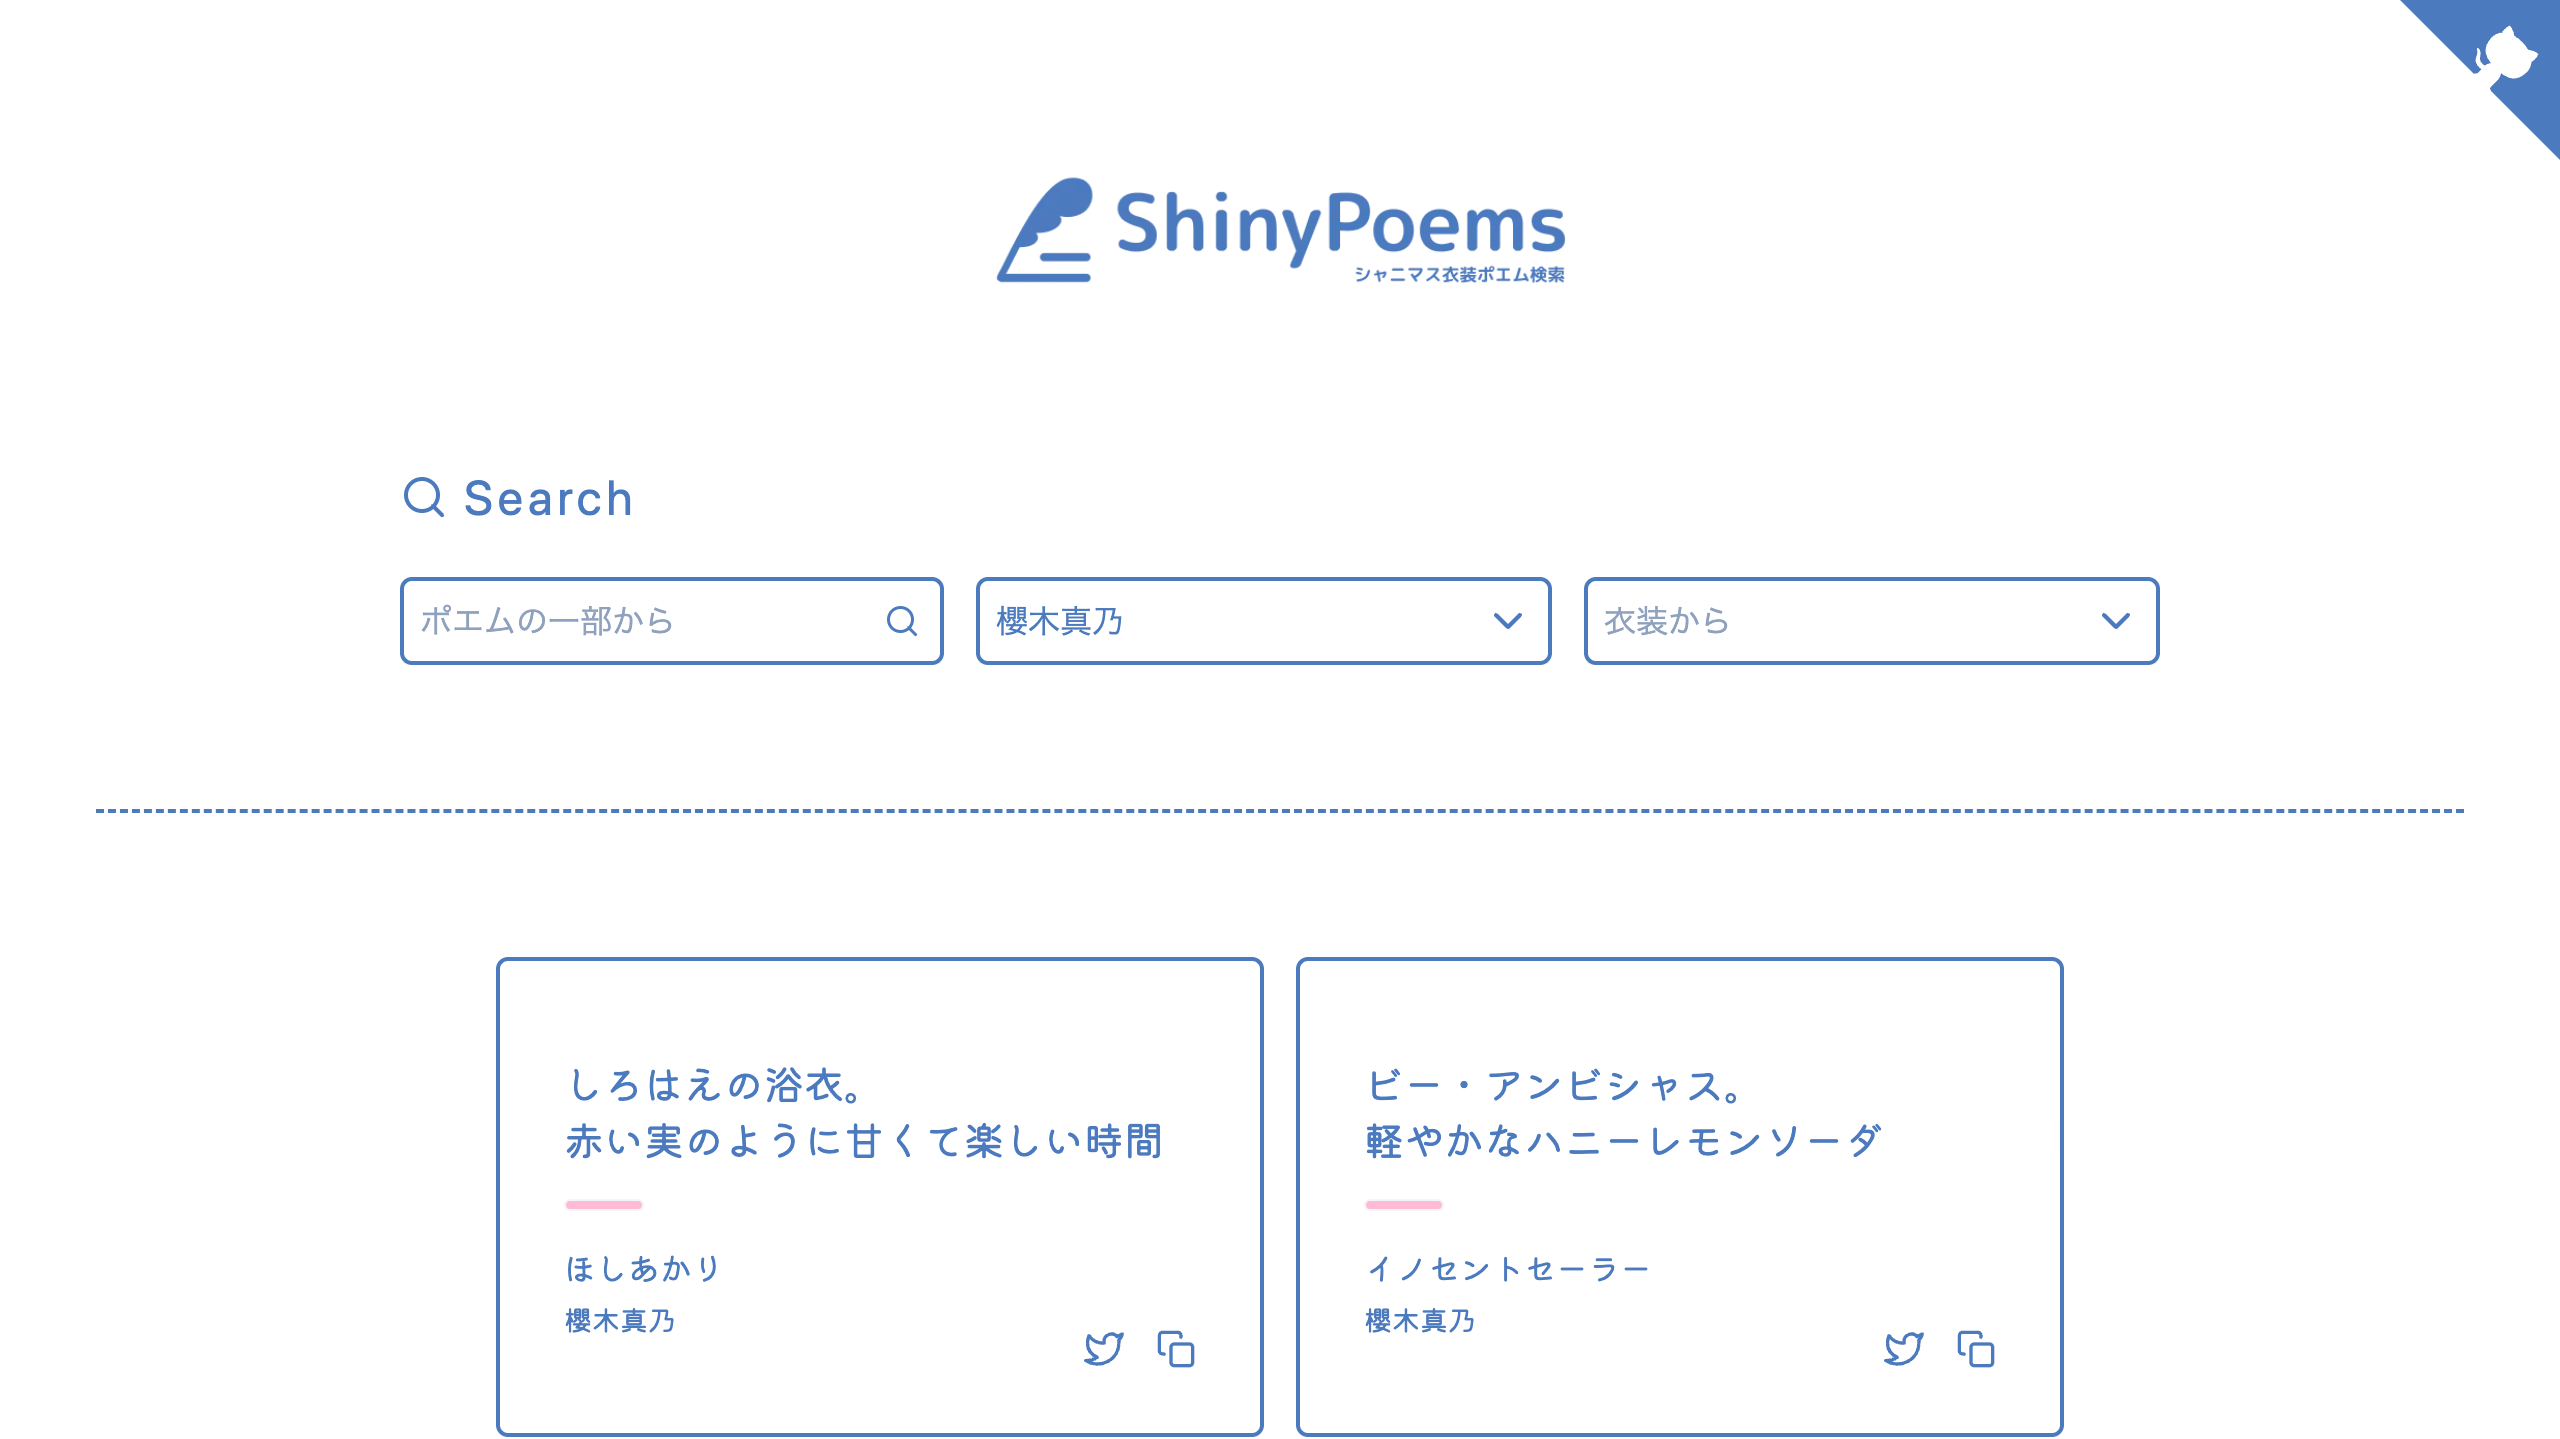 ShinyPoems
シャニマス衣装ポエム検索
Search
ポエムの一部から
櫻木真乃
衣装から
しろはえの浴衣。
赤い実のように甘くて楽しい時間
ほしあかり
櫻木真乃
ビー・アンビシャス。
軽やかなハニーレモンソーダ
イノセントセーラー
櫻木真乃